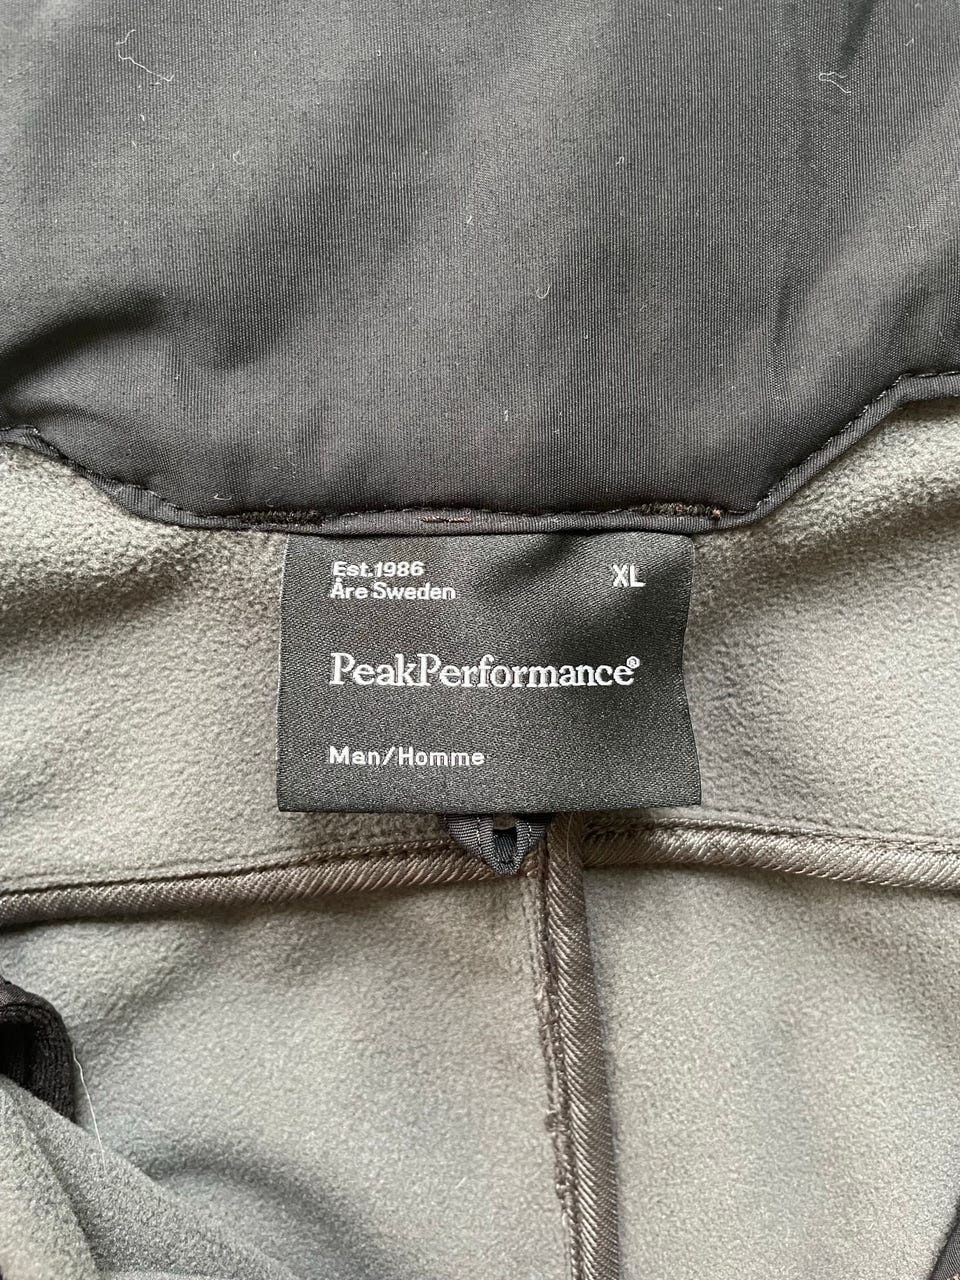 Est.1986
Åre Sweden
XL
PeakPerformance®
Man/Homme